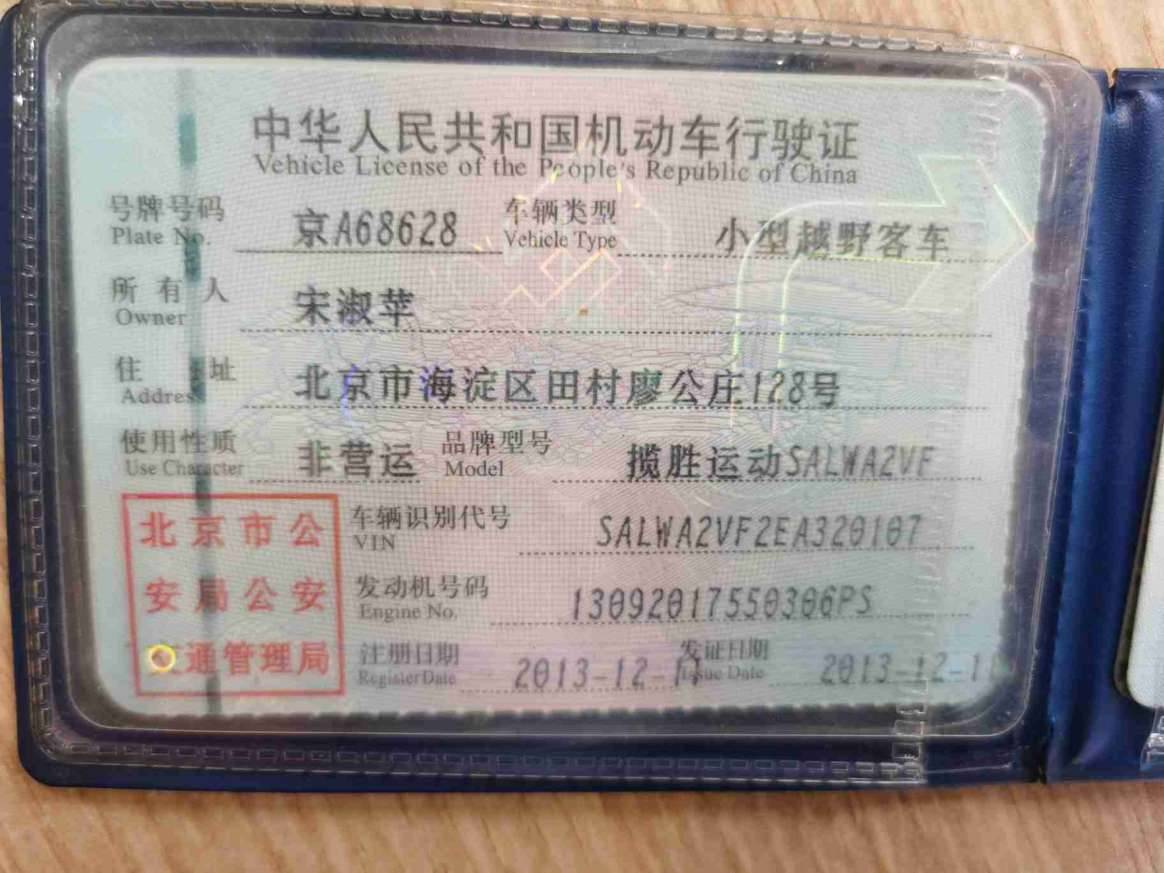 中华人民共和国机动车行驶证
Vehicle License of the People's Republic of China
号牌号码 京A68628 车辆类型 小型越野客车
Plate No. Vehicle Type
所有人 宋淑苹
Owner
住址 北京市海淀区田村廖公庄128号
Address
使用性质 非营运 品牌型号 揽胜运动SALWA2VF
Use Character Model
北京市公
安局公安
交通管理局
车辆识别代号 SALWA2VF2EA320107
VIN
发动机号码 13092017550306PS
Engine No.
注册日期 2013-12-11 发证日期 2013-12-1
Register Date Issue Date